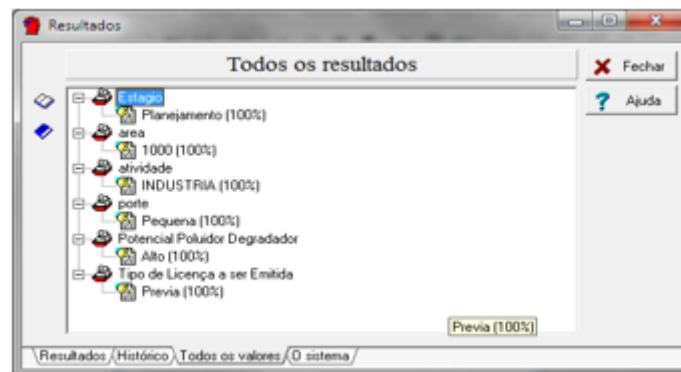 Resultados
Todos os resultados
Fechar
Ajuda
Estagio
Planejamento (100%)
area
1000 (100%)
atividade
INDUSTRIA (100%)
porte
Pequena (100%)
Potencial Poluidor Degradador
Alto (100%)
Tipo de Licença a ser Emitida
Previa (100%)
Previa (100%)
Resultados Histórico Todos os valores O sistema